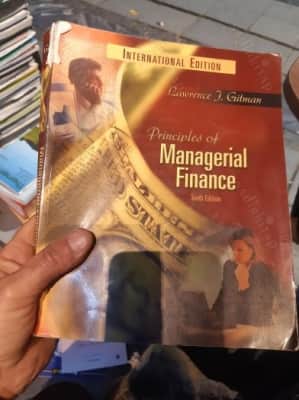 INTERNATIONAL EDITION
Lawrence J. Gitman
Principles of
Managerial
Finance
Tenth Edition